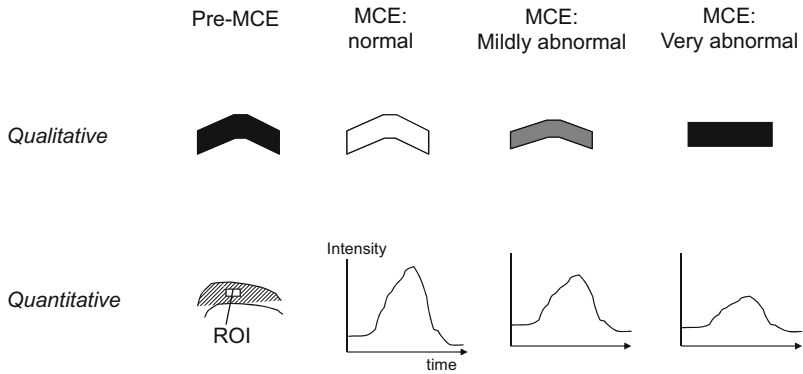 Pre-MCE
MCE:
normal
MCE:
Mildly abnormal
MCE:
Very abnormal
Qualitative
Quantitative
ROI
Intensity
time